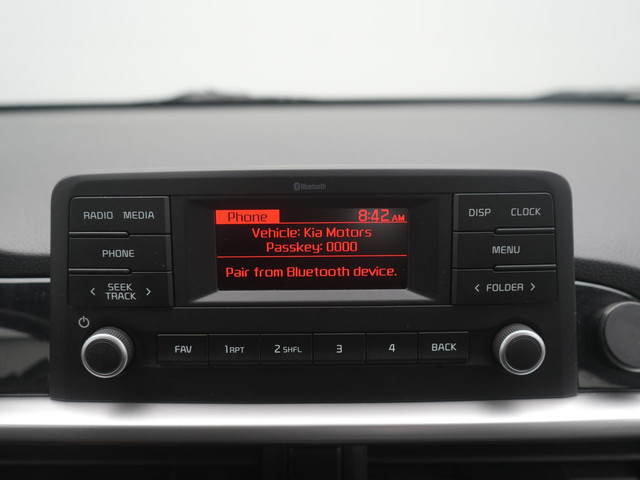 Bluetooth
RADIO MEDIA
PHONE
SEEK
TRACK
Phone 8:42 AM
Vehicle: Kia Motors
Passkey: 0000
Pair from Bluetooth device.
DISP CLOCK
MENU
FOLDER
FAV 1 RPT 2 SHFL 3 4 BACK